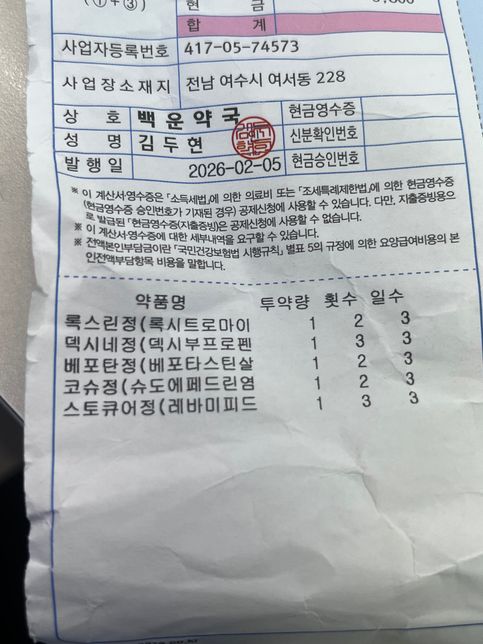 (①+③)
현 금
합 계
사업자등록번호 417-05-74573
사업장소재지 전남 여수시 여서동 228
상 호 백운약국 현금영수증
성 명 김두현 신분확인번호
발행일 2026-02-05 현금승인번호
※ 이 계산서·영수증은 「소득세법」에 의한 의료비 또는 「조세특례제한법」에 의한 현금영수증
(현금영수증 승인번호가 기재된 경우) 공제신청에 사용할 수 있습니다. 다만, 지출증빙용으
로 발급된 「현금영수증(지출증빙)은 공제신청에 사용할 수 없습니다.
※ 이 계산서·영수증에 대한 세부내역을 요구할 수 있습니다.
※ 전액본인부담금이란 「국민건강보험법 시행규칙」 별표 5의 규정에 의한 요양급여비용의 본
인전액부담항목 비용을 말합니다.
약품명 투약량 횟수 일수
록스린정(록시트로마이 1 2 3
덱시네정(덱시부프로펜 1 3 3
베포탄정(베포타스틴살 1 2 3
코슈정(슈도에페드린염 1 2 3
스토큐어정(레바미피드 1 3 3